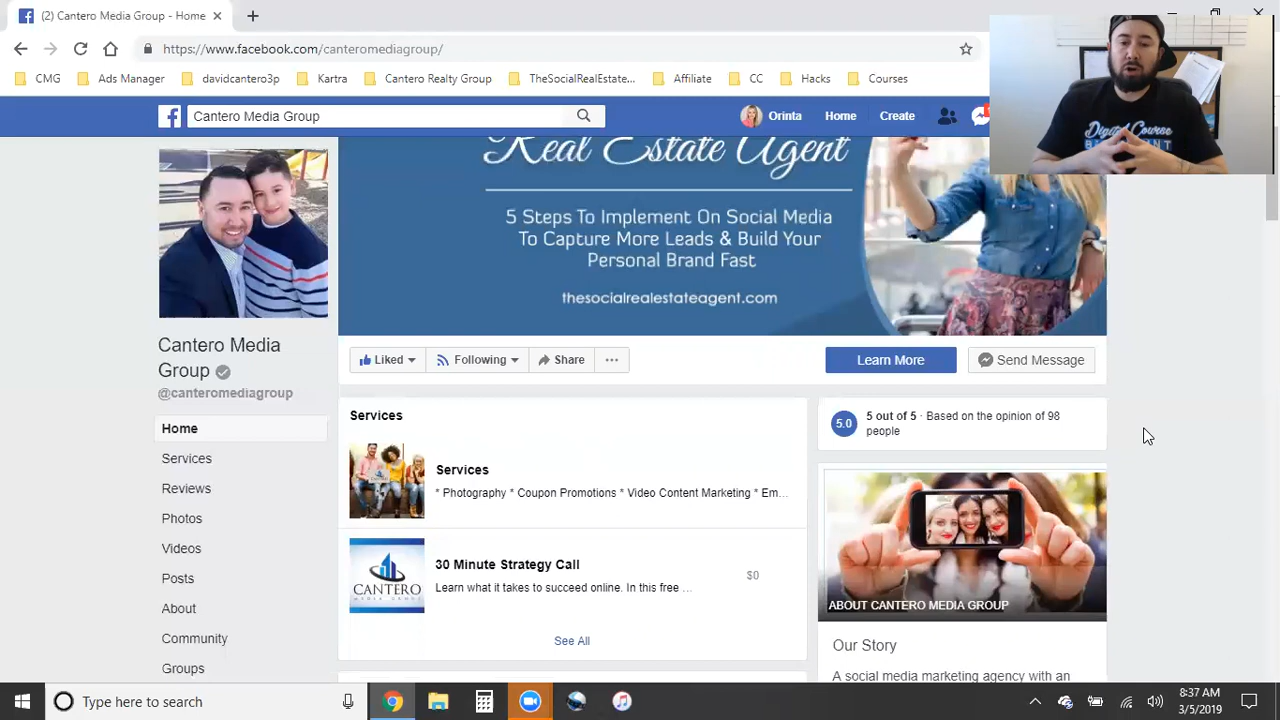 (2) Cantero Media Group - Home
https://www.facebook.com/canteromediagroup/
CMG
Ads Manager
davidcantero3p
Kartra
Cantero Realty Group
TheSocialRealEstate...
Affiliate
CC
Hacks
Courses
Cantero Media Group
Orinta
Home
Create
Digital Course
Real Estate Agent
5 Steps To Implement On Social Media
To Capture More Leads & Build Your
Personal Brand Fast
thesocialrealestateagent.com
Cantero Media
Group
@canteromediagroup
Liked
Following
Share
Learn More
Send Message
Home
Services
Reviews
Photos
Videos
Posts
About
Community
Groups
Services
Services
* Photography * Coupon Promotions * Video Content Marketing * Em...
CANTERO
30 Minute Strategy Call
Learn what it takes to succeed online. In this free ...
$0
See All
5.0
5 out of 5 · Based on the opinion of 98
people
ABOUT CANTERO MEDIA GROUP
Our Story
A social media marketing agency with an
Type here to search
8:37 AM
3/5/2019